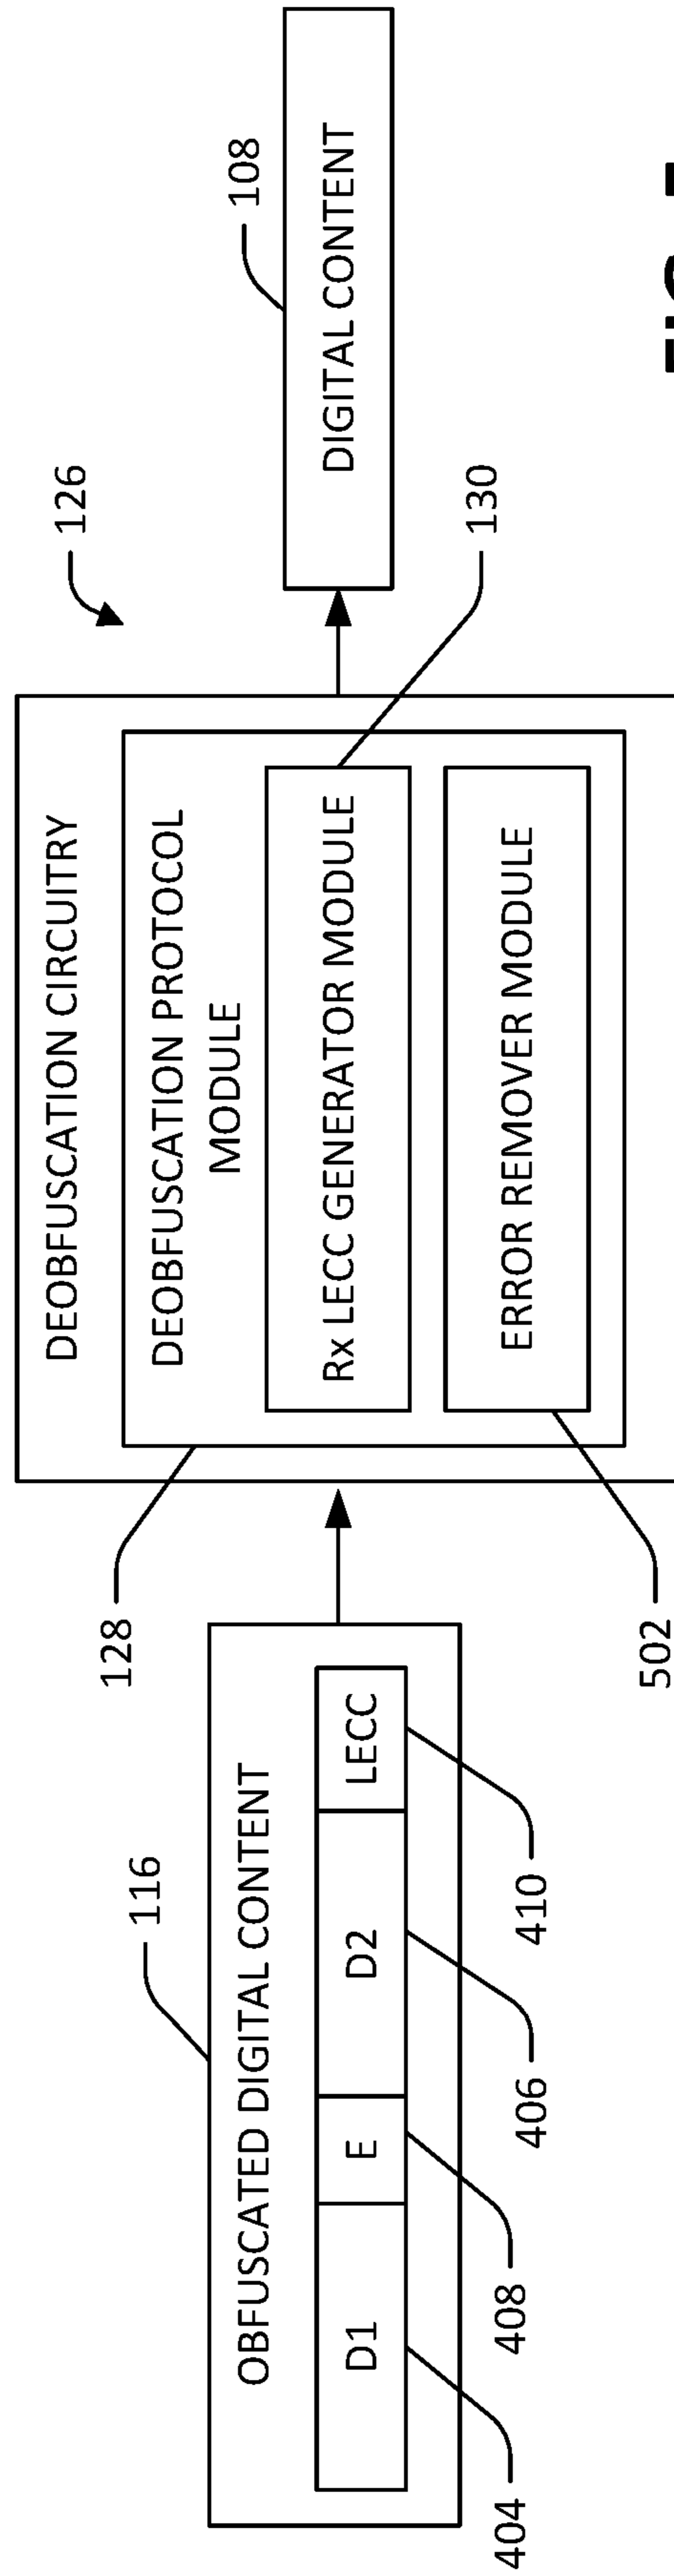 116
OBFUSCATED DIGITAL CONTENT
D1
E
D2
LECC
404
408
406
410
126
DEOBFUSCATION CIRCUITRY
128
DEOBFUSCATION PROTOCOL
MODULE
Rx LECC GENERATOR MODULE
130
ERROR REMOVER MODULE
502
108
DIGITAL CONTENT